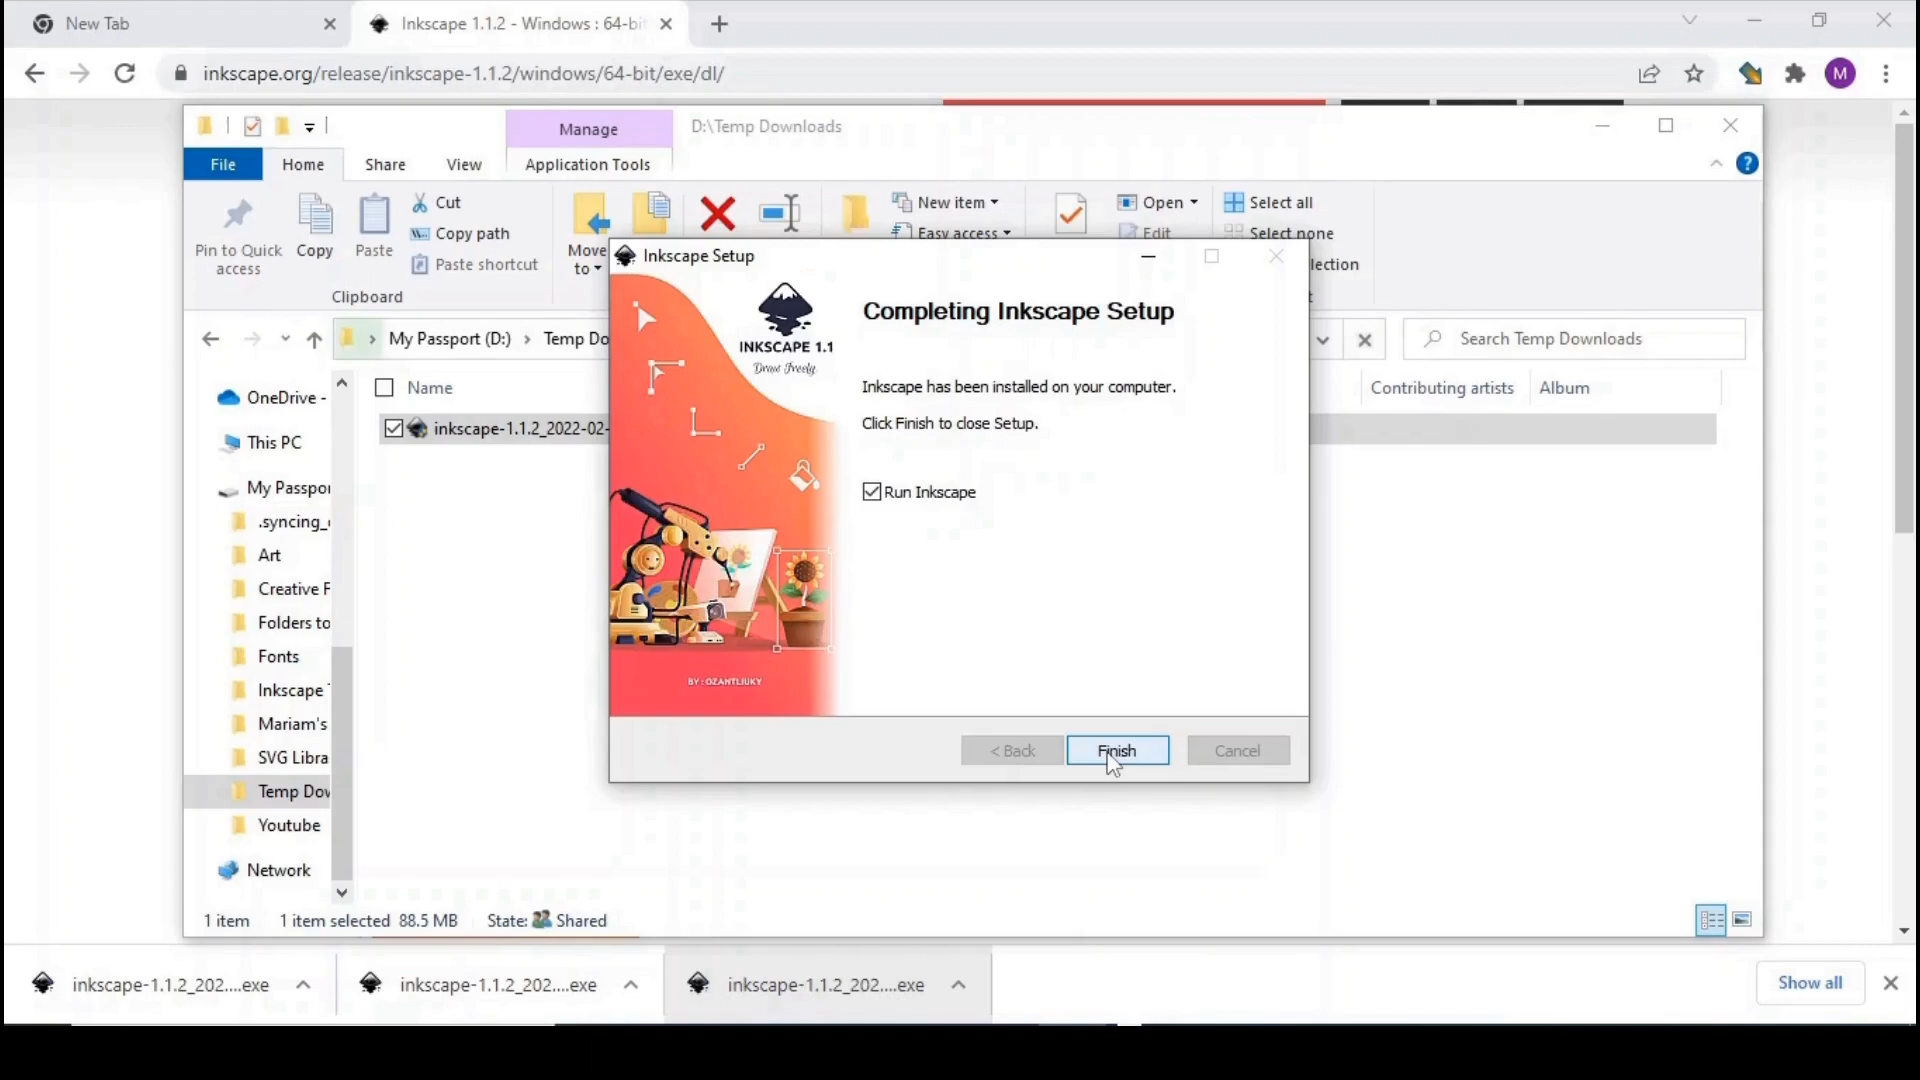 New Tab
Inkscape 1.1.2 - Windows : 64-bi
inkscape.org/release/inkscape-1.1.2/windows/64-bit/exe/dl/
M
Manage
D:\Temp Downloads
File
Home
Share
View
Application Tools
Pin to Quick
access
Copy
Paste
Cut
Copy path
Paste shortcut
Clipboard
Move
to
New item
Easy access
Open
Edit
Select all
Select none
lection
t
My Passport (D:)
Temp Do
Search Temp Downloads
OneDrive -
This PC
My Passpor
.syncing_
Art
Creative F
Folders to
Fonts
Inkscape
Mariam's
SVG Libra
Temp Dow
Youtube
Network
Name
Contributing artists
Album
inkscape-1.1.2_2022-02-
Inkscape Setup
INKSCAPE 1.1
Draw Freely
BY : OZANTLIUKY
Completing Inkscape Setup
Inkscape has been installed on your computer.
Click Finish to close Setup.
Run Inkscape
< Back
Finish
Cancel
1 item
1 item selected 88.5 MB
State:
Shared
inkscape-1.1.2_202....exe
inkscape-1.1.2_202....exe
inkscape-1.1.2_202....exe
Show all